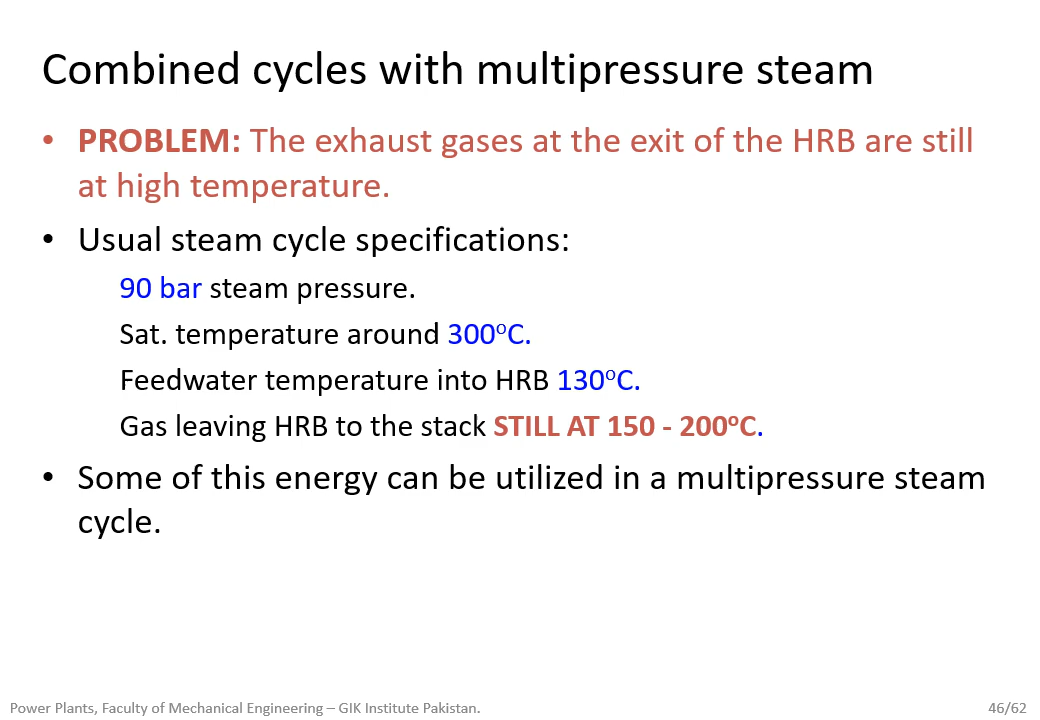 Combined cycles with multipressure steam
• PROBLEM: The exhaust gases at the exit of the HRB are still
at high temperature.
• Usual steam cycle specifications:
90 bar steam pressure.
Sat. temperature around 300ºC.
Feedwater temperature into HRB 130ºC.
Gas leaving HRB to the stack STILL AT 150 - 200ºC.
• Some of this energy can be utilized in a multipressure steam
cycle.
Power Plants, Faculty of Mechanical Engineering – GIK Institute Pakistan.
46/62